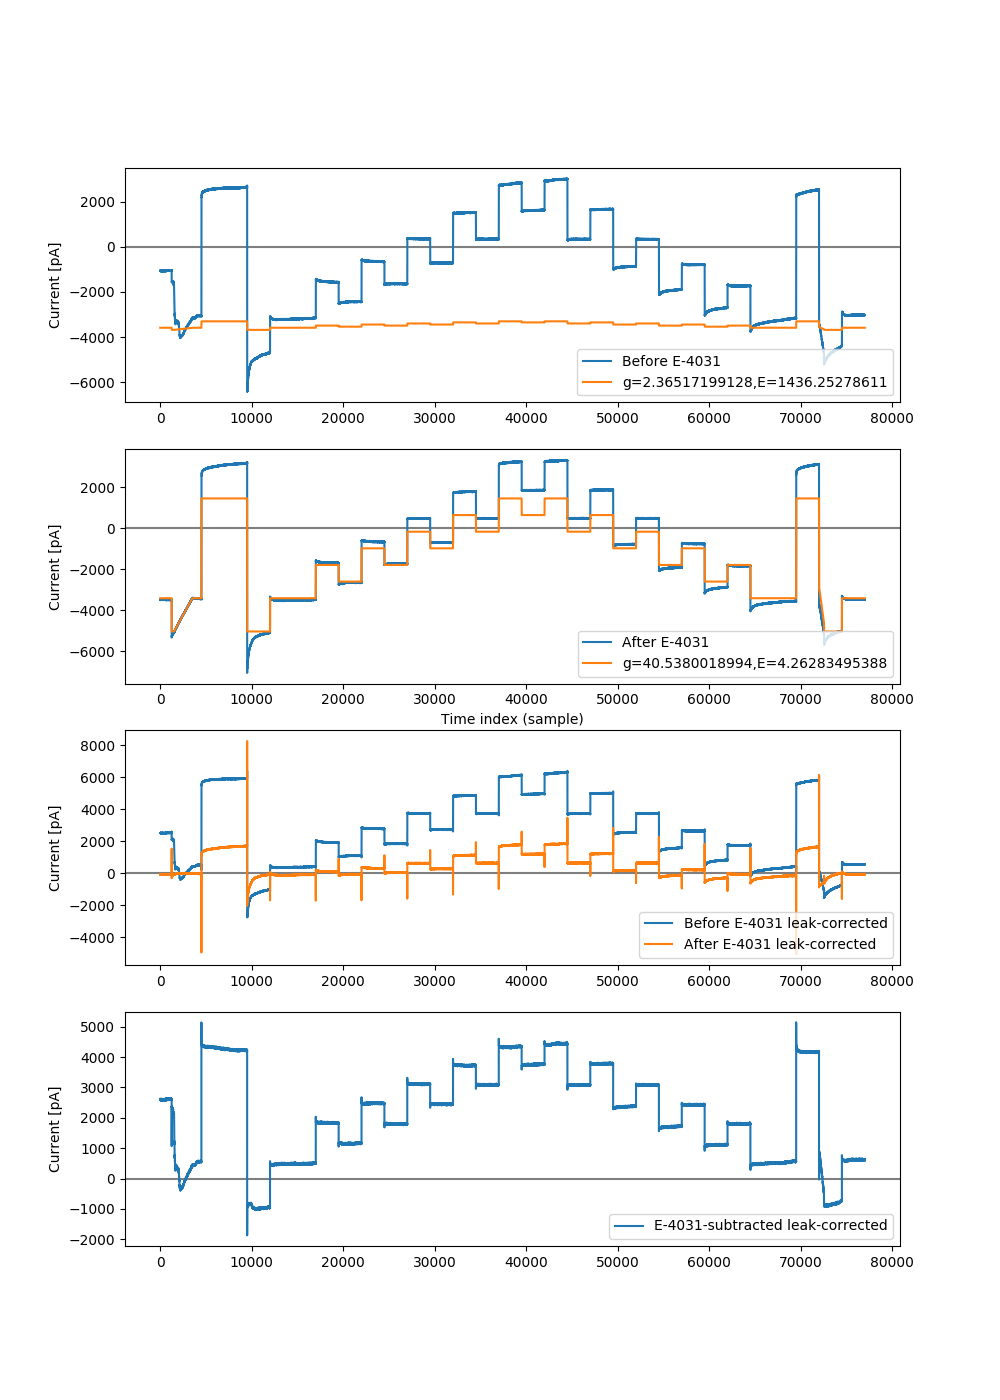 2000
0
−2000
−4000
−6000
Current [pA]
Before E-4031
g=2.36517199128,E=1436.25278611
0 10000 20000 30000 40000 50000 60000 70000 80000
2000
0
−2000
−4000
−6000
Current [pA]
After E-4031
g=40.5380018994,E=4.26283495388
0 10000 20000 30000 40000 50000 60000 70000 80000
Time index (sample)
8000
6000
4000
2000
0
−2000
−4000
Current [pA]
Before E-4031 leak-corrected
After E-4031 leak-corrected
0 10000 20000 30000 40000 50000 60000 70000 80000
5000
4000
3000
2000
1000
0
−1000
−2000
Current [pA]
E-4031-subtracted leak-corrected
0 10000 20000 30000 40000 50000 60000 70000 80000